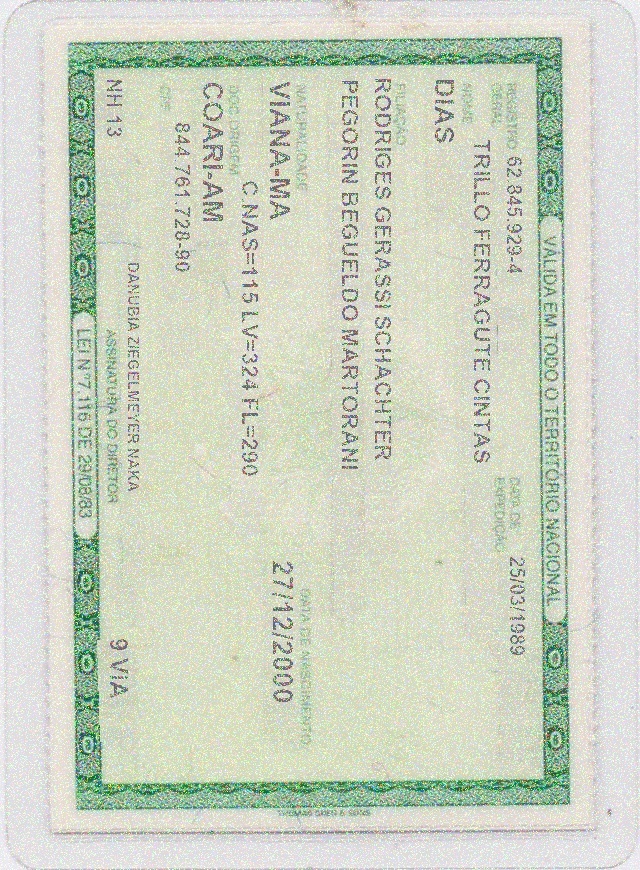 VÁLIDA EM TODO O TERRITÓRIO NACIONAL
REGISTRO GERAL 62.845.929-4 DATA DE EXPEDIÇÃO 25/03/1989
NOME TRILLO FERRAGUTE CINTAS
DIAS
FILIAÇÃO
RODRIGES GERASSI SCHACHTER
PEGORIN BEGUELDO MARTORANI
NATURALIDADE DATA DE NASCIMENTO
VIANA-MA 27/12/2000
DOC ORIGEM C NAS=115 LV=324 FL=290
COARI-AM
CPF 844.761.728-90
DANUBIA ZIEGELMEYER NAKA
NH 13 ASSINATURA DO DIRETOR 9 VIA
LEI Nº 7.116 DE 29/08/83
THOMAS GREG & SONS